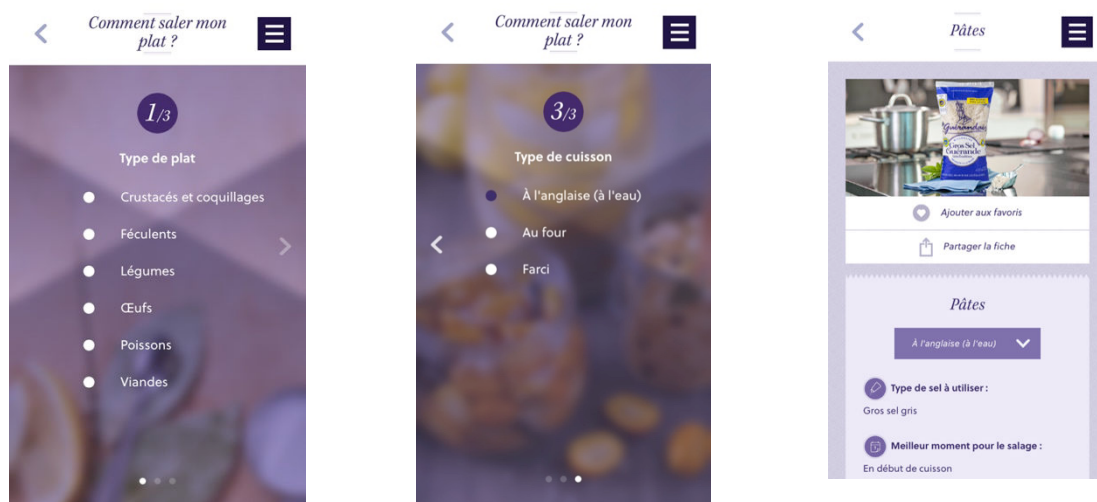 Comment saler mon
plat ?
1/3
Type de plat
Crustacés et coquillages
Féculents
Légumes
Œufs
Poissons
Viandes
Comment saler mon
plat ?
3/3
Type de cuisson
À l'anglaise (à l'eau)
Au four
Farci
Pâtes
Guérandais
Gros Sel
Guérande
Ajouter aux favoris
Partager la fiche
Pâtes
À l'anglaise (à l'eau)
Type de sel à utiliser :
Gros sel gris
Meilleur moment pour le salage :
En début de cuisson